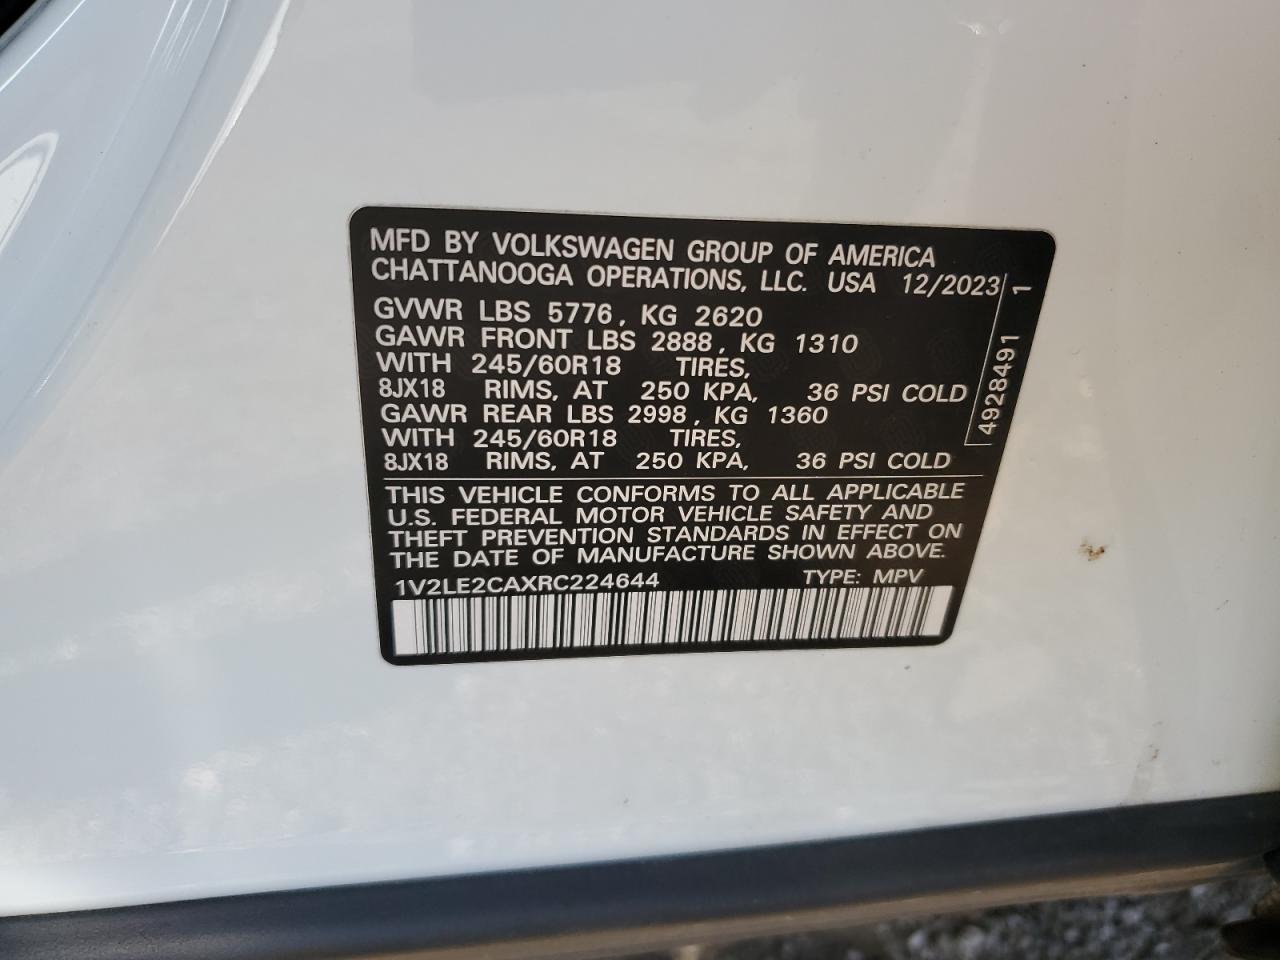 MFD BY VOLKSWAGEN GROUP OF AMERICA
CHATTANOOGA OPERATIONS, LLC. USA 12/2023
GVWR LBS 5776, KG 2620
GAWR FRONT LBS 2888, KG 1310
WITH 245/60R18 TIRES,
8JX18 RIMS, AT 250 KPA, 36 PSI COLD
GAWR REAR LBS 2998, KG 1360
WITH 245/60R18 TIRES,
8JX18 RIMS, AT 250 KPA, 36 PSI COLD
4928491 1
THIS VEHICLE CONFORMS TO ALL APPLICABLE
U.S. FEDERAL MOTOR VEHICLE SAFETY AND
THEFT PREVENTION STANDARDS IN EFFECT ON
THE DATE OF MANUFACTURE SHOWN ABOVE.
1V2LE2CAXRC224644 TYPE: MPV